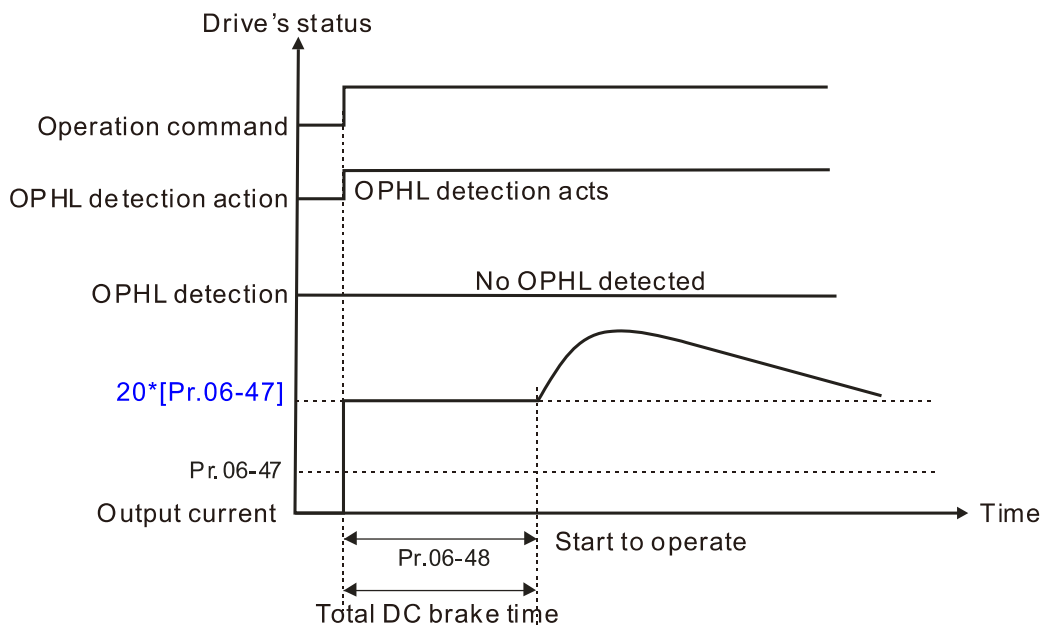 Drive's status
Operation command
OPHL detection action
OPHL detection acts
OPHL detection
No OPHL detected
20*[Pr.06-47]
Pr.06-47
Output current
Time
Start to operate
Pr.06-48
Total DC brake time